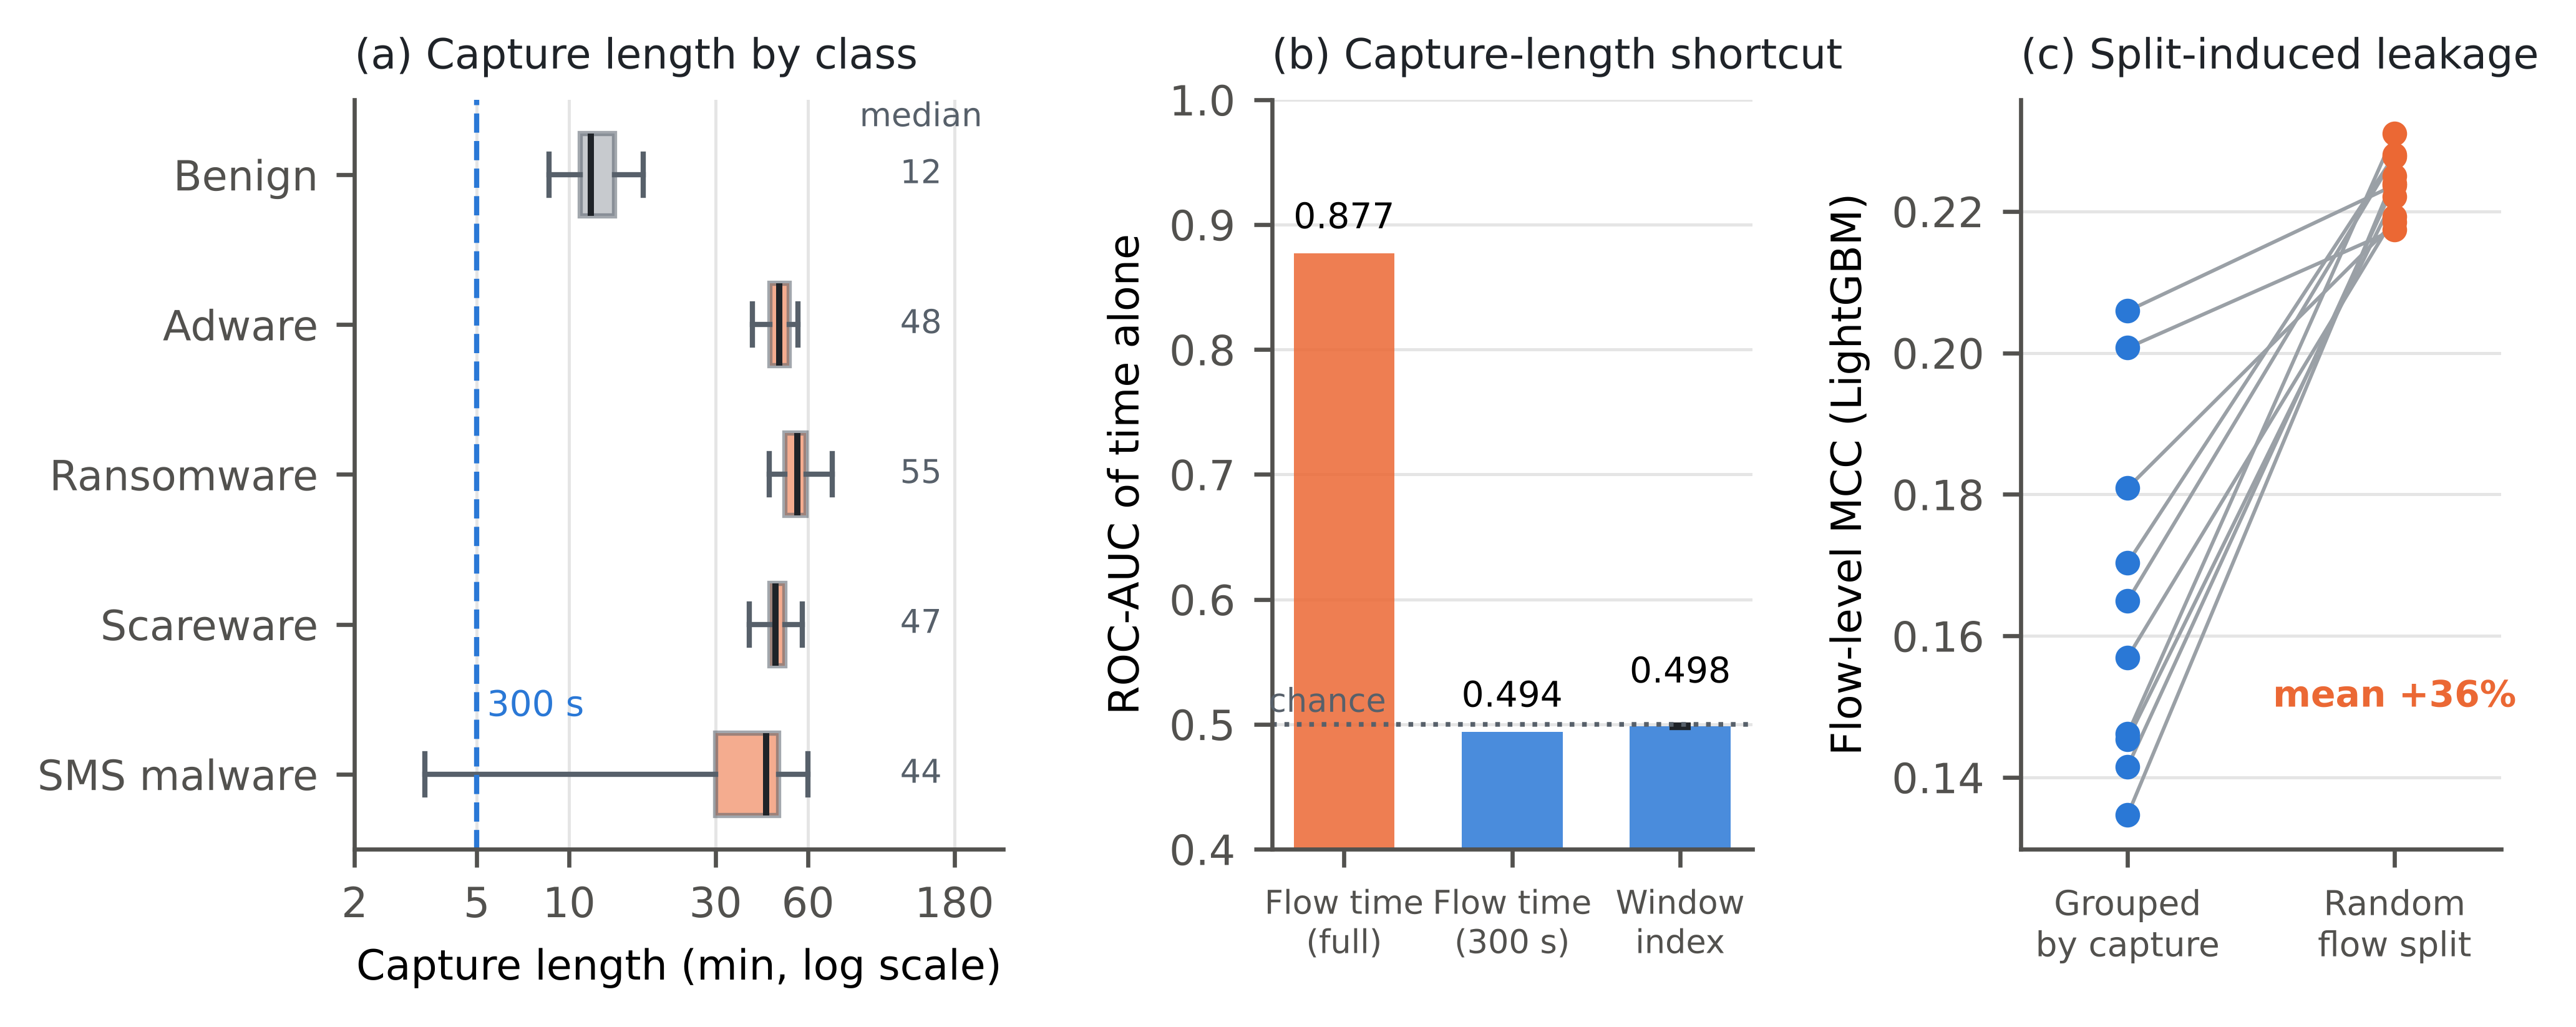 (a) Capture length by class
median
Benign
12
Adware
48
Ransomware
55
Scareware
47
300 s
SMS malware
44
2
5
10
30
60
180
Capture length (min, log scale)
(b) Capture-length shortcut
ROC-AUC of time alone
1.0
0.9
0.8
0.7
0.6
0.5
0.4
0.877
chance
0.494
0.498
Flow time
(full)
Flow time
(300 s)
Window
index
(c) Split-induced leakage
Flow-level MCC (LightGBM)
0.22
0.20
0.18
0.16
0.14
mean +36%
Grouped
by capture
Random
flow split